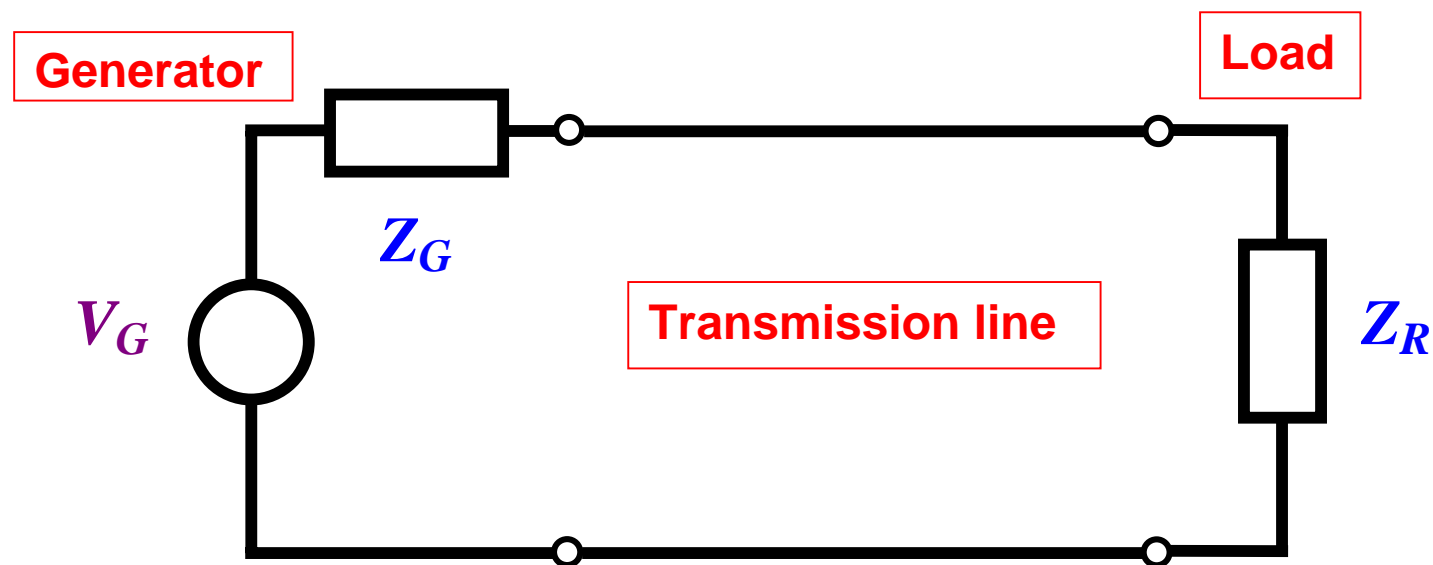 Generator
Load
Z_G
V_G
Transmission line
Z_R